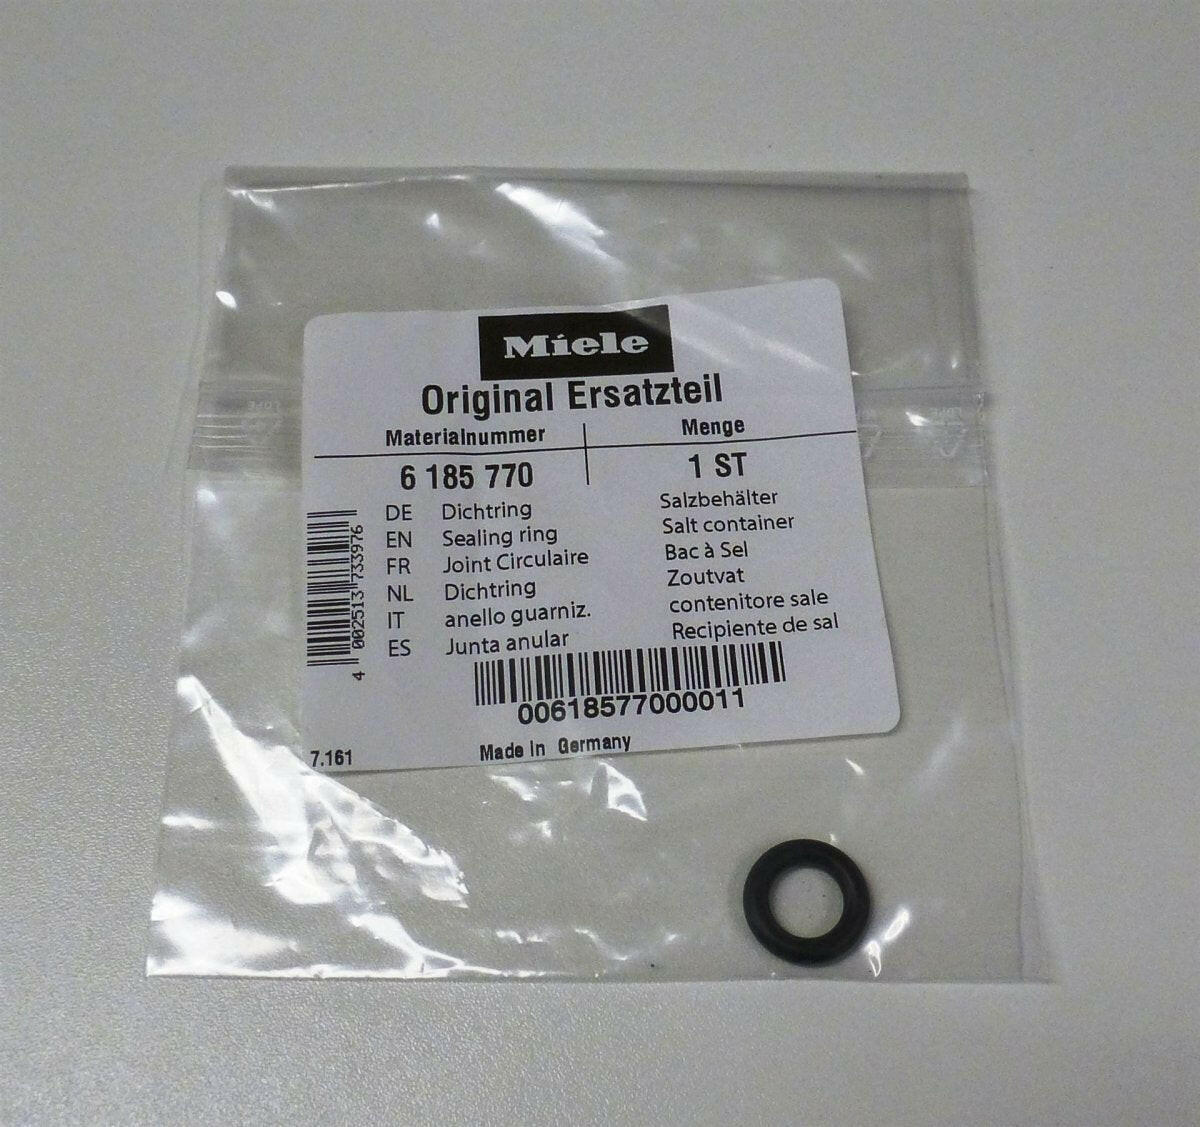 Miele
Original Ersatzteil
Materialnummer Menge
6 185 770 1 ST
DE Dichtring Salzbehälter
EN Sealing ring Salt container
FR Joint Circulaire Bac à Sel
NL Dichtring Zoutvat
IT anello guarniz. contenitore sale
ES Junta anular Recipiente de sal
4 002513 733976
00618577000011
7.161 Made in Germany